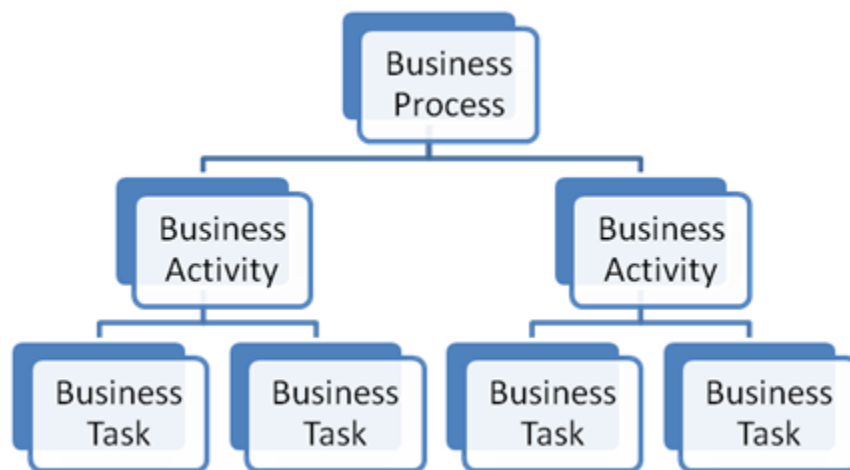 Business
Process
Business
Activity
Business
Activity
Business
Task
Business
Task
Business
Task
Business
Task